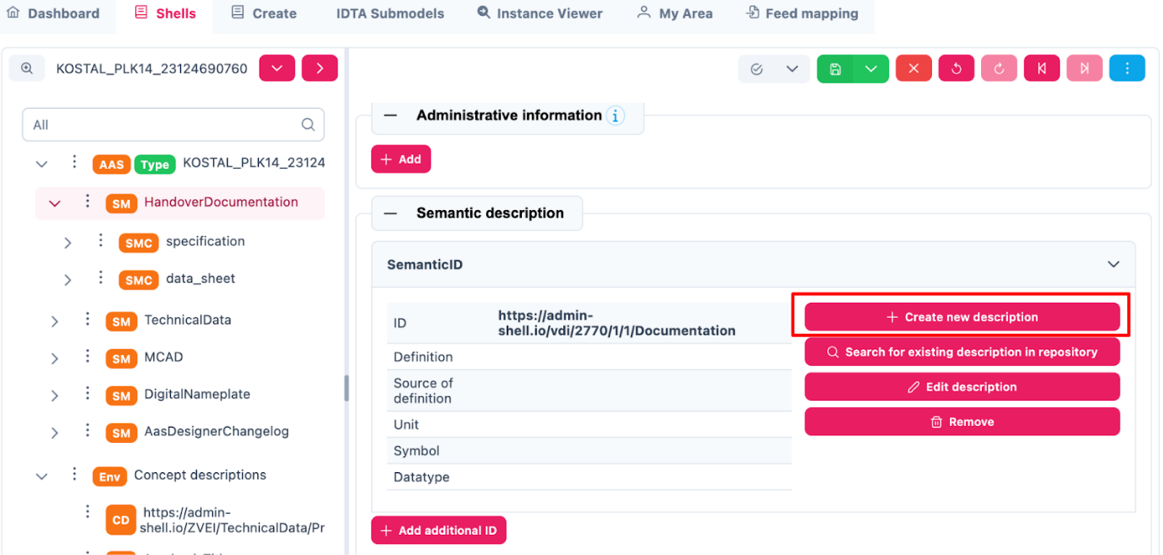 Dashboard
Shells
Create
IDTA Submodels
Instance Viewer
My Area
Feed mapping
KOSTAL_PLK14_23124690760
All
AAS Type KOSTAL_PLK14_23124
SM HandoverDocumentation
SMC specification
SMC data_sheet
SM TechnicalData
SM MCAD
SM DigitalNameplate
SM AasDesignerChangelog
Env Concept descriptions
CD https://admin-
shell.io/ZVEI/TechnicalData/Pr
Administrative information i
+ Add
Semantic description
SemanticID
ID https://admin-
shell.io/vdi/2770/1/1/Documentation
Definition
Source of
definition
Unit
Symbol
Datatype
+ Create new description
Search for existing description in repository
Edit description
Remove
+ Add additional ID